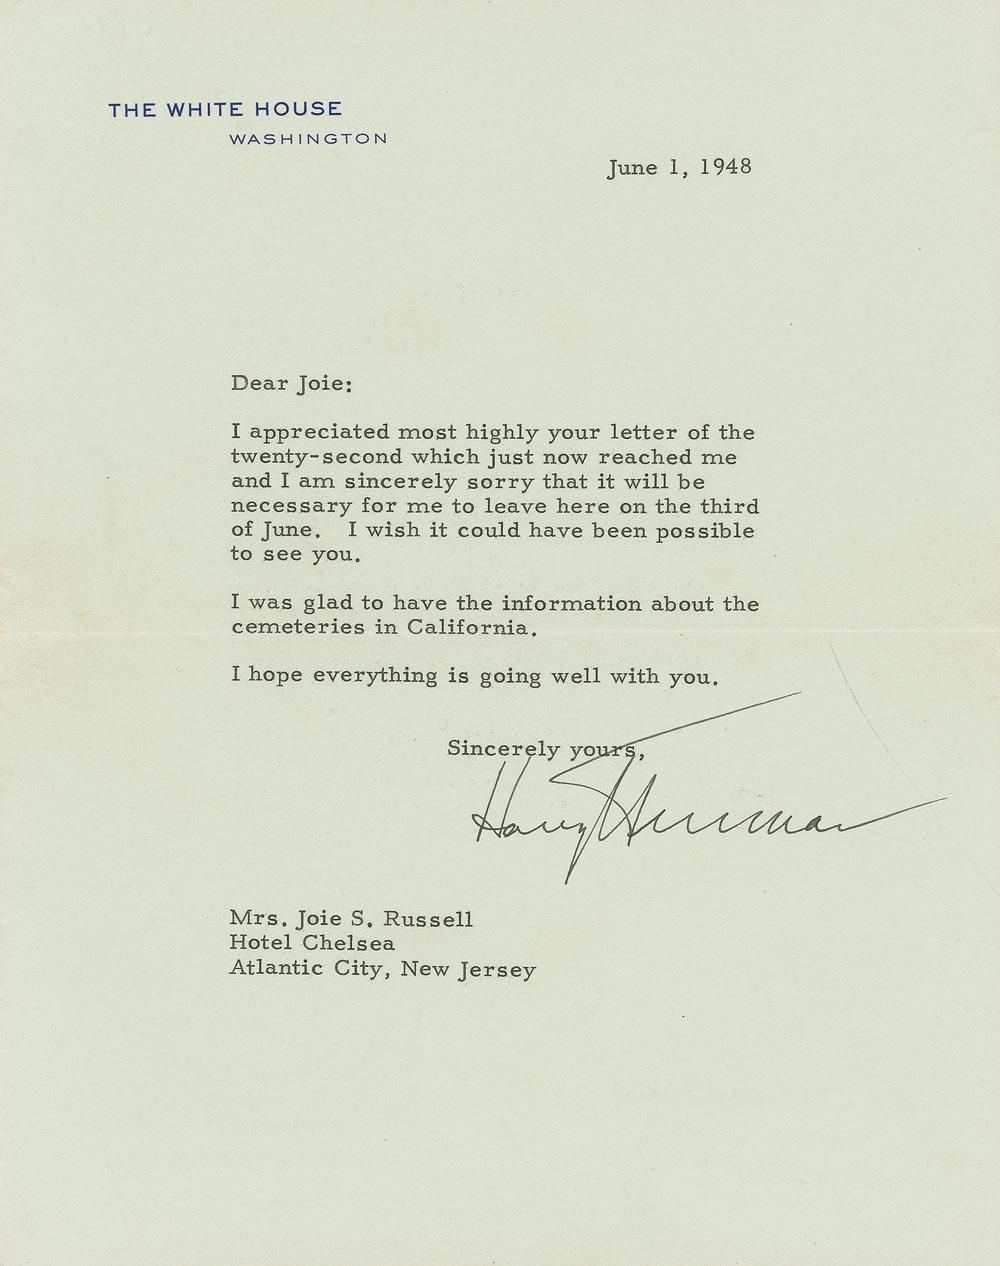 THE WHITE HOUSE
WASHINGTON
June 1, 1948
Dear Joie:
I appreciated most highly your letter of the
twenty-second which just now reached me
and I am sincerely sorry that it will be
necessary for me to leave here on the third
of June.  I wish it could have been possible
to see you.
I was glad to have the information about the
cemeteries in California.
I hope everything is going well with you.
Sincerely yours,
Harry Truman
Mrs. Joie S. Russell
Hotel Chelsea
Atlantic City, New Jersey